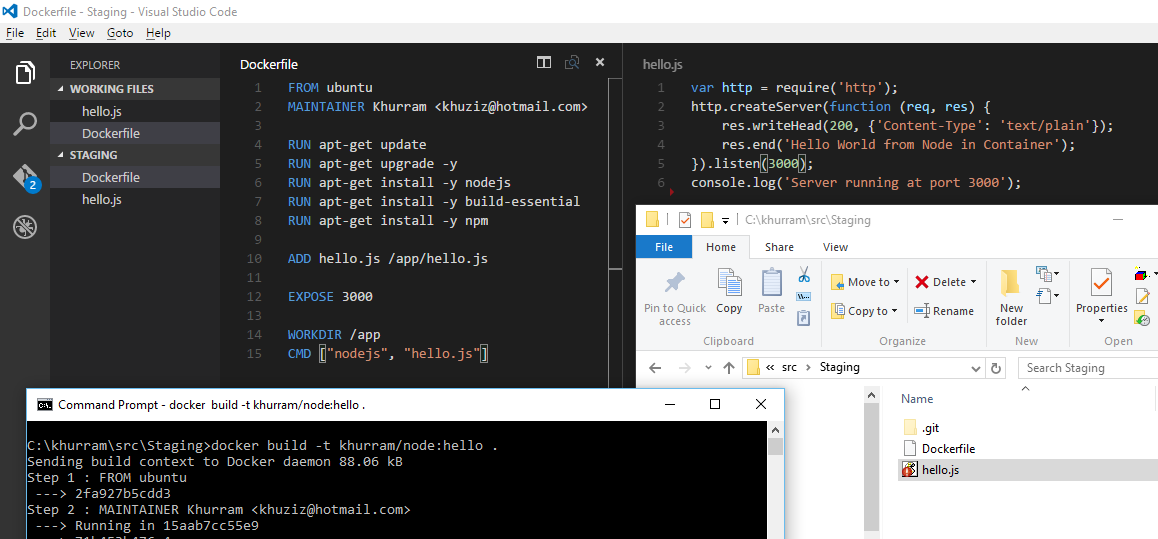 Dockerfile - Staging - Visual Studio Code
File Edit View Goto Help
EXPLORER
WORKING FILES
hello.js
Dockerfile
STAGING
Dockerfile
hello.js
2
Dockerfile
1 FROM ubuntu
2 MAINTAINER Khurram <khuziz@hotmail.com>
3
4 RUN apt-get update
5 RUN apt-get upgrade -y
6 RUN apt-get install -y nodejs
7 RUN apt-get install -y build-essential
8 RUN apt-get install -y npm
9
10 ADD hello.js /app/hello.js
11
12 EXPOSE 3000
13
14 WORKDIR /app
15 CMD ["nodejs", "hello.js"]
hello.js
1 var http = require('http');
2 http.createServer(function (req, res) {
3 res.writeHead(200, {'Content-Type': 'text/plain'});
4 res.end('Hello World from Node in Container');
5 }).listen(3000);
6 console.log('Server running at port 3000');
C:\khurram\src\Staging
File Home Share View
Pin to Quick access
Copy
Paste
Move to
Copy to
Delete
Rename
New folder
Properties
Clipboard Organize New Open
« src > Staging
Search Staging
Name
.git
Dockerfile
hello.js
Command Prompt - docker build -t khurram/node:hello .
C:\khurram\src\Staging>docker build -t khurram/node:hello .
Sending build context to Docker daemon 88.06 kB
Step 1 : FROM ubuntu
---> 2fa927b5cdd3
Step 2 : MAINTAINER Khurram <khuziz@hotmail.com>
---> Running in 15aab7cc55e9